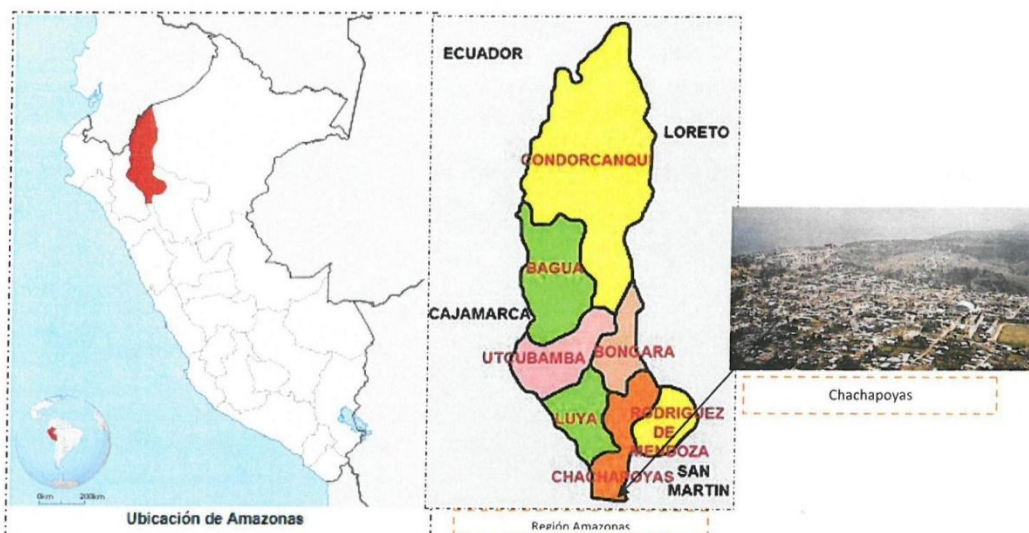 ECUADOR
LORETO
CONDORCANQUI
BAGUA
CAJAMARCA
UTCUBAMBA
BONGARA
LUYA
RODRIGUEZ
DE
MENDOZA
CHACHAPOYAS
SAN
MARTIN
Chachapoyas
0km 200km
Ubicación de Amazonas
Región Amazonas